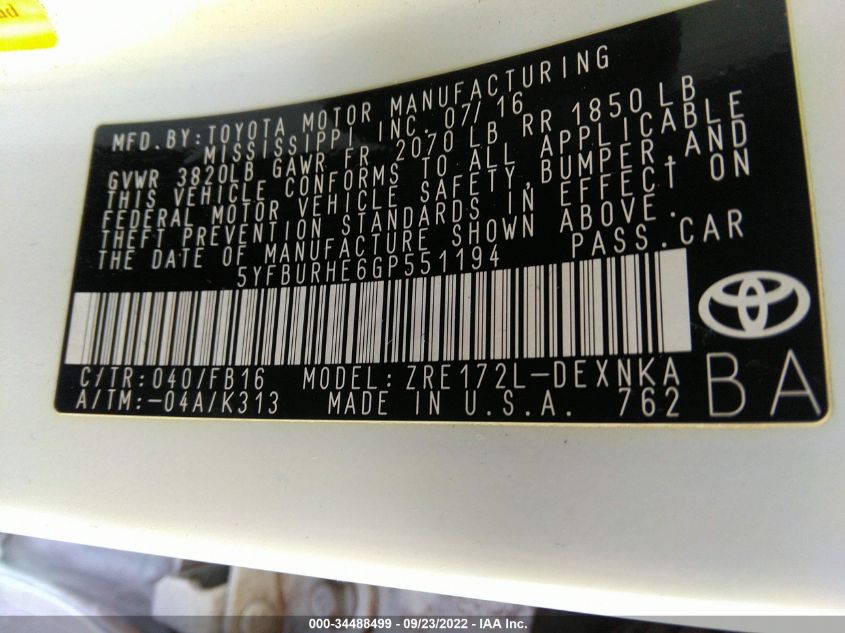 nd
MFD. BY: TOYOTA MOTOR MANUFACTURING
MISSISSIPPI INC. 07/16
GVWR 3820LB GAWR FR 2070 LB RR 1850 LB
THIS VEHICLE CONFORMS TO ALL APPLICABLE
FEDERAL MOTOR VEHICLE SAFETY, BUMPER, AND
THEFT PREVENTION STANDARDS IN EFFECT ON
THE DATE OF MANUFACTURE SHOWN ABOVE.
5YFBURHE6GP551194 PASS. CAR
C/TR: 040/FB16 MODEL: ZRE172L-DEXNKA
A/TM:-04A/K313 MADE IN U.S.A. 762
BA
000-34488499 - 09/23/2022 - IAA Inc.